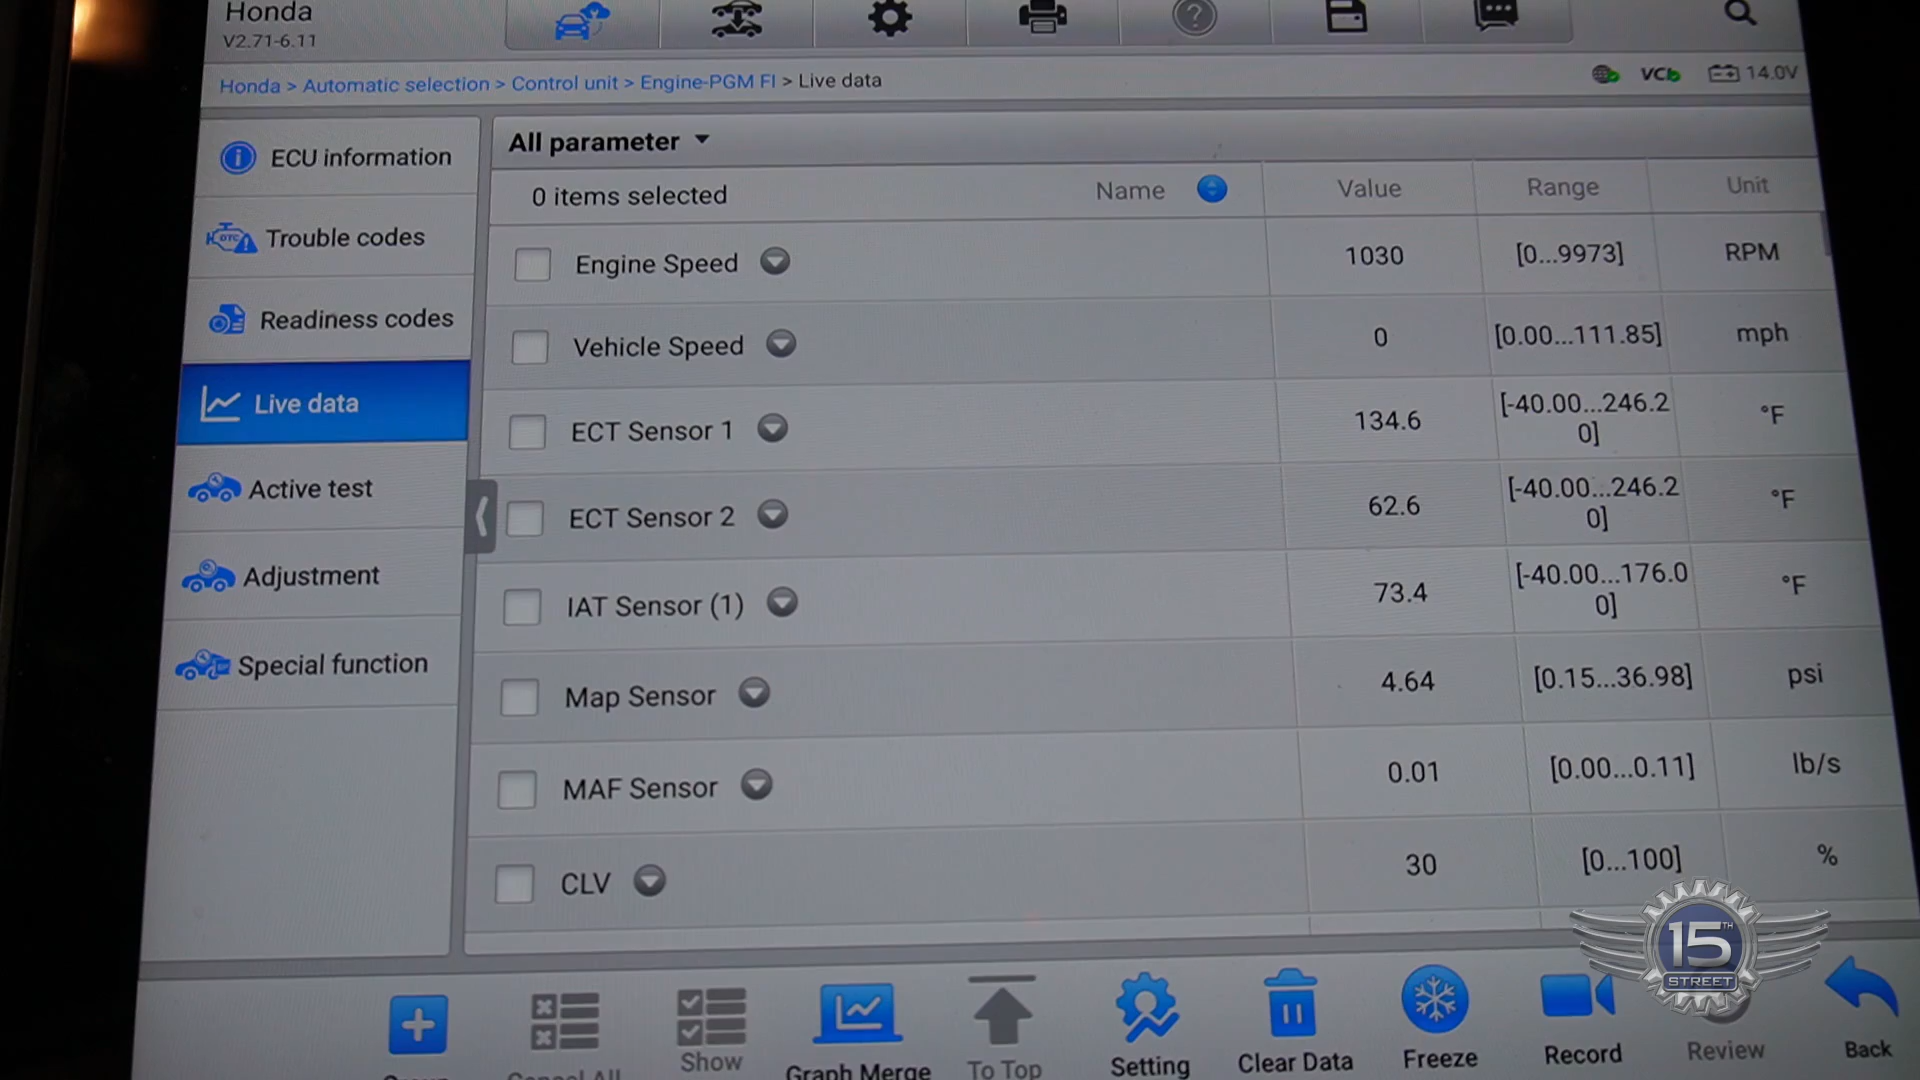 Honda
V2.71-6.11
Honda > Automatic selection > Control unit > Engine-PGM FI > Live data
VCI
14.0V
ECU information
DTC
Trouble codes
Readiness codes
Live data
Active test
Adjustment
Special function
All parameter
0 items selected Name Value Range Unit
Engine Speed 1030 [0...9973] RPM
Vehicle Speed 0 [0.00...111.85] mph
ECT Sensor 1 134.6 [-40.00...246.2
0] °F
ECT Sensor 2 62.6 [-40.00...246.2
0] °F
IAT Sensor (1) 73.4 [-40.00...176.0
0] °F
Map Sensor 4.64 [0.15...36.98] psi
MAF Sensor 0.01 [0.00...0.11] lb/s
CLV 30 [0...100] %
Cancel All
Show
Graph Merge
To Top
Setting
Clear Data
Freeze
Record
Review
Back
15TH
STREET